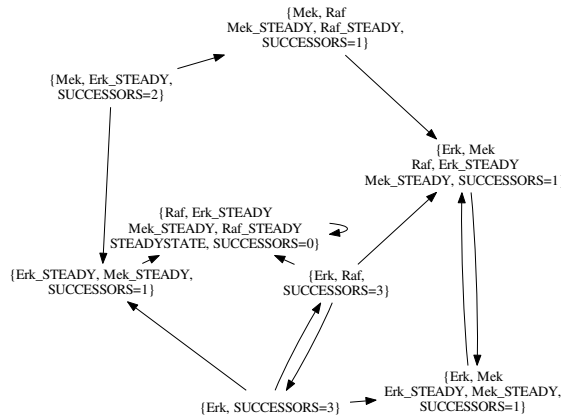 {Mek, Raf
Mek_STEADY, Raf_STEADY,
SUCCESSORS=1}
{Mek, Erk_STEADY,
SUCCESSORS=2}
{Erk, Mek
Raf, Erk_STEADY
Mek_STEADY, SUCCESSORS=1}
{Raf, Erk_STEADY
Mek_STEADY, Raf_STEADY
STEADYSTATE, SUCCESSORS=0}
{Erk_STEADY, Mek_STEADY,
SUCCESSORS=1}
{Erk, Raf,
SUCCESSORS=3}
{Erk, SUCCESSORS=3}
{Erk, Mek
Erk_STEADY, Mek_STEADY,
SUCCESSORS=1}